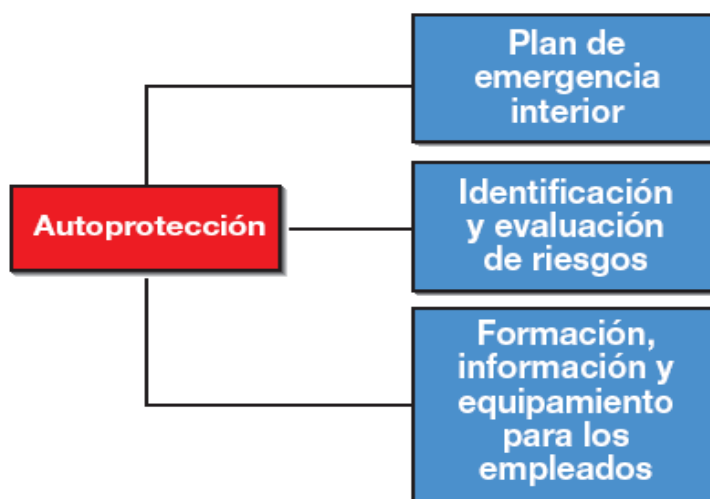 Plan de
emergencia
interior
Autoprotección
Identificación
y evaluación
de riesgos
Formación,
información y
equipamiento
para los
empleados